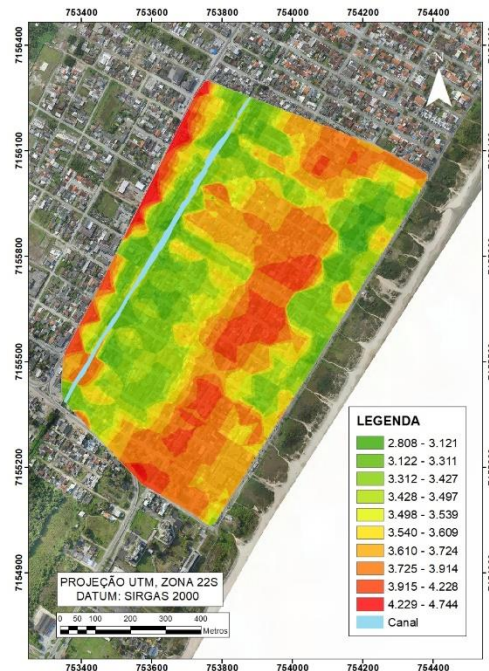 753400 753600 753800 754000 754200 754400
7156400
7156100
7155800
7155500
7155200
7154900
N
LEGENDA
2.808 - 3.121
3.122 - 3.311
3.312 - 3.427
3.428 - 3.497
3.498 - 3.539
3.540 - 3.609
3.610 - 3.724
3.725 - 3.914
3.915 - 4.228
4.229 - 4.744
Canal
PROJEÇÃO UTM, ZONA 22S
DATUM: SIRGAS 2000
0 50 100 200 300 400
Metros
753400 753600 753800 754000 754200 754400